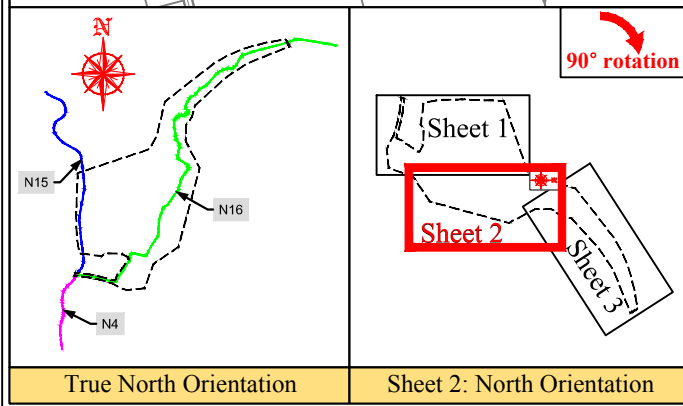 N
N15
N16
N4
True North Orientation
90° rotation
Sheet 1
Sheet 2
Sheet 3
Sheet 2: North Orientation